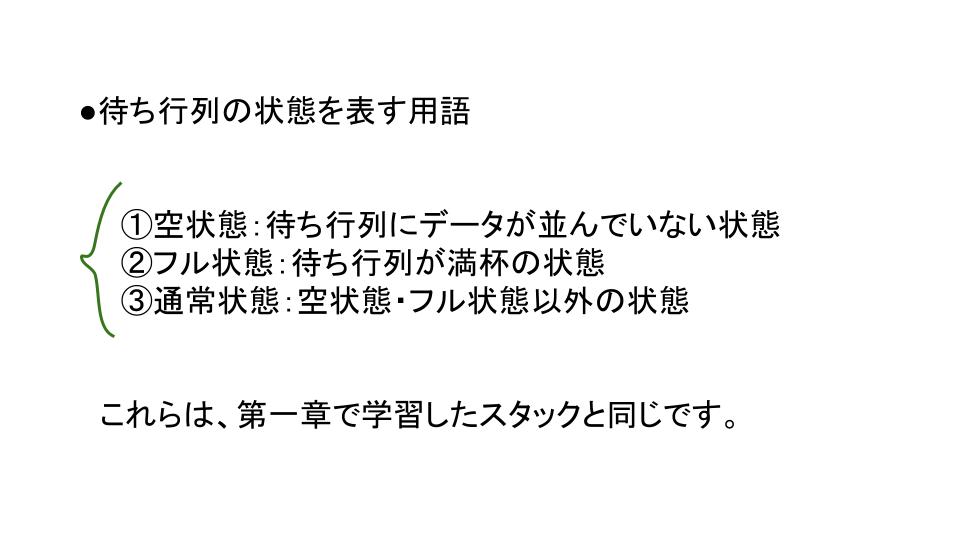 ●待ち行列の状態を表す用語
①空状態：待ち行列にデータが並んでいない状態
②フル状態：待ち行列が満杯の状態
③通常状態：空状態・フル状態以外の状態
これらは、第一章で学習したスタックと同じです。